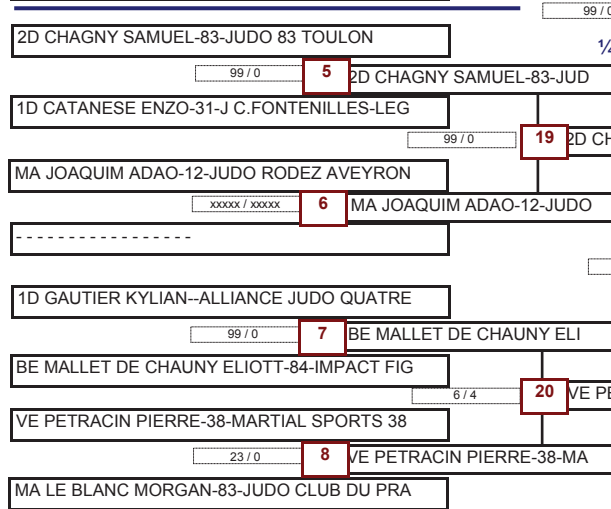 99 / 0
2D CHAGNY SAMUEL-83-JUDO 83 TOULON
99 / 0
5
2D CHAGNY SAMUEL-83-JUD
1D CATANESE ENZO-31-J C.FONTENILLES-LEG
99 / 0
19
2D CH
MA JOAQUIM ADAO-12-JUDO RODEZ AVEYRON
xxxxx / xxxxx
6
MA JOAQUIM ADAO-12-JUDO
- - - - - - - - - - - - - - - - -
1D GAUTIER KYLIAN--ALLIANCE JUDO QUATRE
99 / 0
7
BE MALLET DE CHAUNY ELI
BE MALLET DE CHAUNY ELIOTT-84-IMPACT FIG
6 / 4
20
VE PE
VE PETRACIN PIERRE-38-MARTIAL SPORTS 38
23 / 0
8
VE PETRACIN PIERRE-38-MA
MA LE BLANC MORGAN-83-JUDO CLUB DU PRA